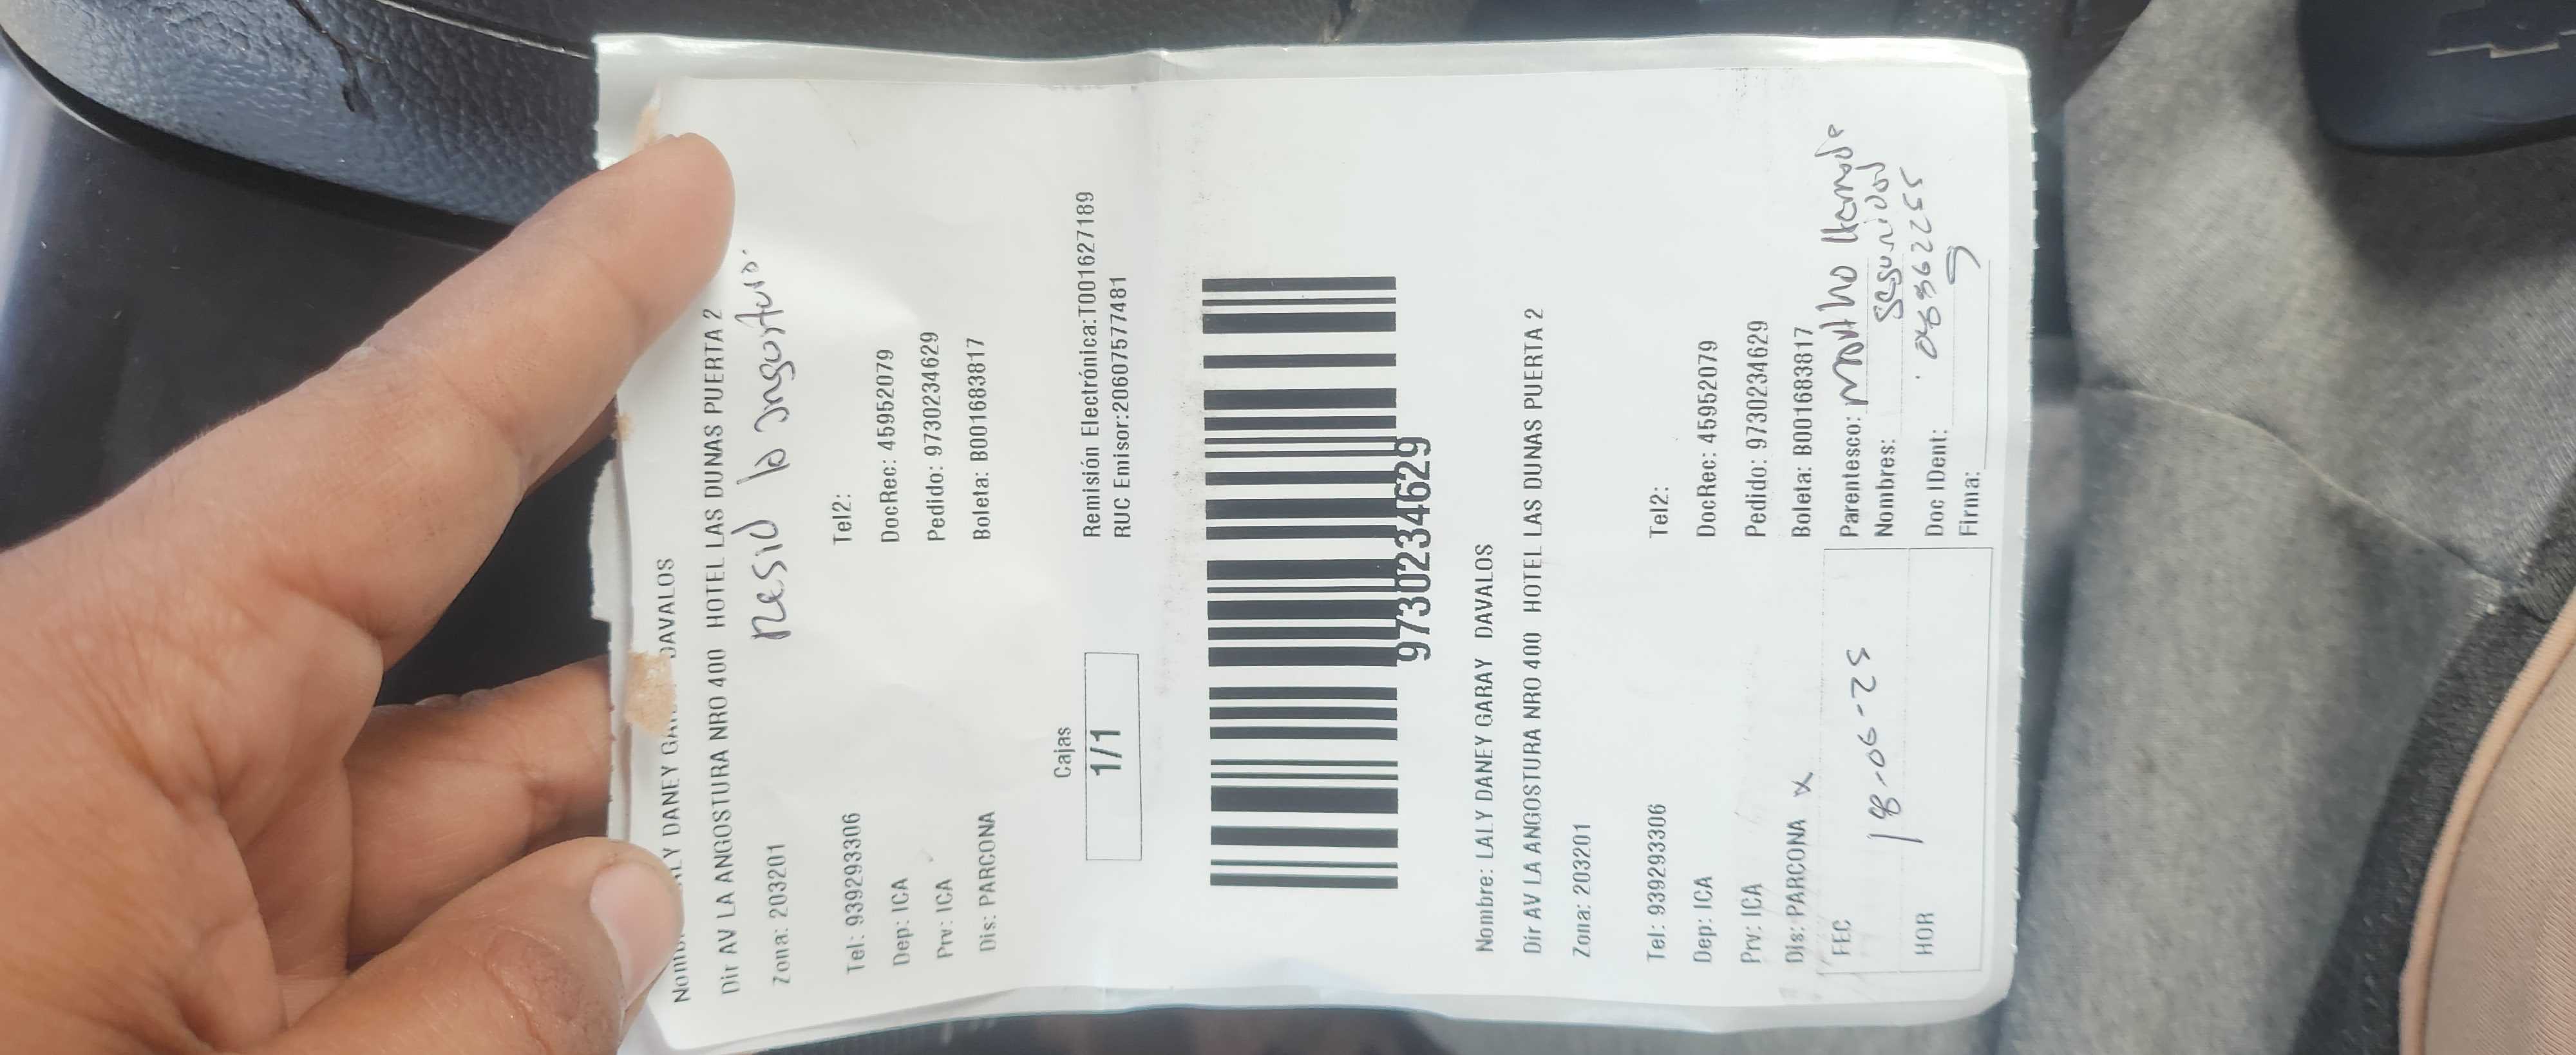 DANEY DAVALOS
Dir AV LA ANGOSTURA NRO 400 HOTEL LAS DUNAS PUERTA 2
Zona: 203201
Resid la angostura.
Tel: 939293306 Tel2:
Dep: ICA DocRec: 45952079
Prv: ICA Pedido: 9730234629
Dis: PARCONA Boleta: B001683817
Cajas
1/1
Remisión Electrónica:T001627189
RUC Emisor:20607577481
9730234629
Nombre: LALY DANEY GARAY DAVALOS
Dir AV LA ANGOSTURA NRO 400 HOTEL LAS DUNAS PUERTA 2
Zona: 203201
Tel: 939293306 Tel2:
Dep: ICA DocRec: 45952079
Prv: ICA Pedido: 9730234629
Dis: PARCONA x Boleta: B001683817
FEC 18-06-25
HOR
Parentesco:
Nombres: Seguridad
Doc IDent:
Firma: